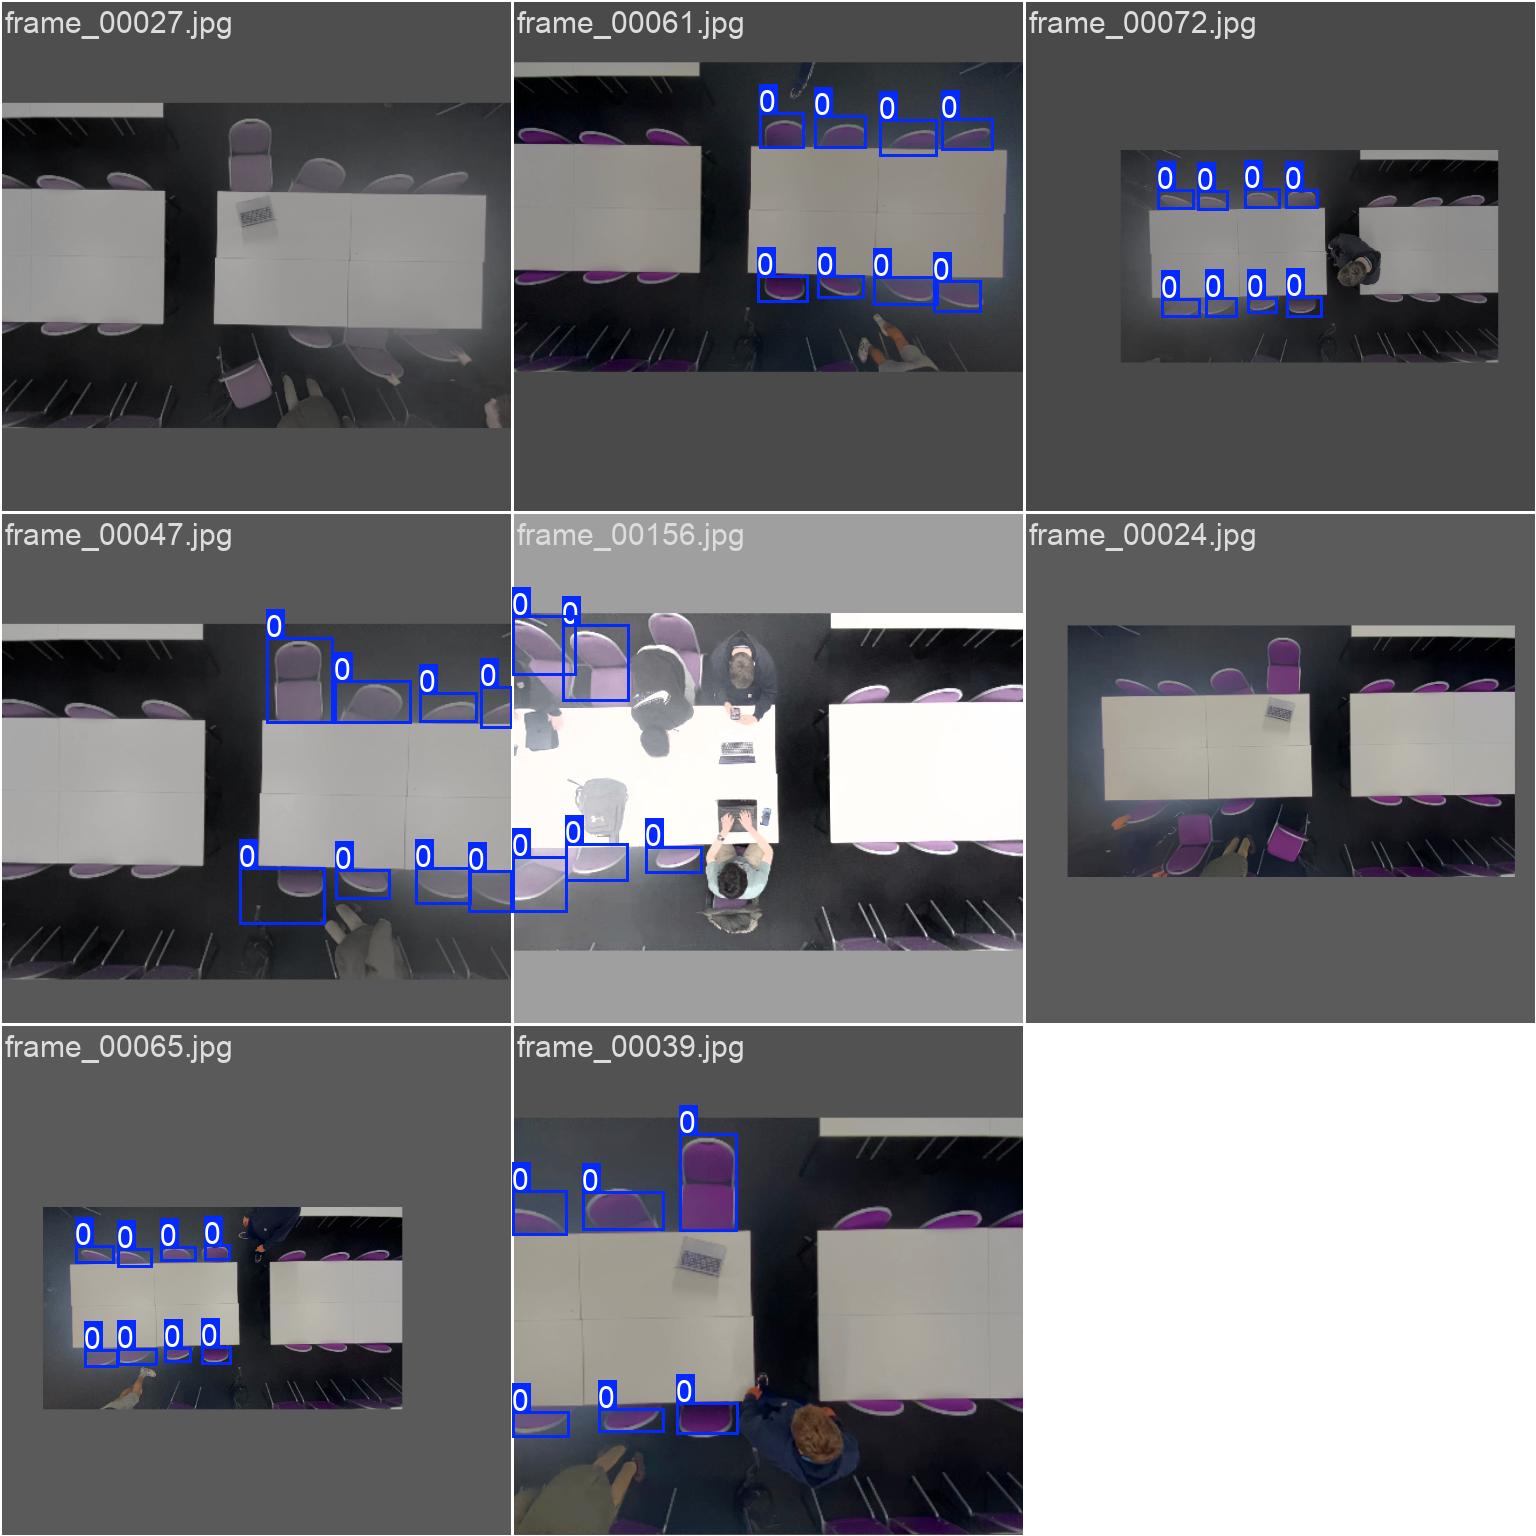 frame_00027.jpg
frame_00061.jpg
frame_00072.jpg
0 0 0 0
0 0 0 0
0 0 0 0
0 0 0 0
frame_00047.jpg
frame_00156.jpg
frame_00024.jpg
0 0 0 0
0 0 0 0
0 0
0 0 0
frame_00065.jpg
frame_00039.jpg
0 0 0 0
0 0 0 0
0 0 0
0 0 0